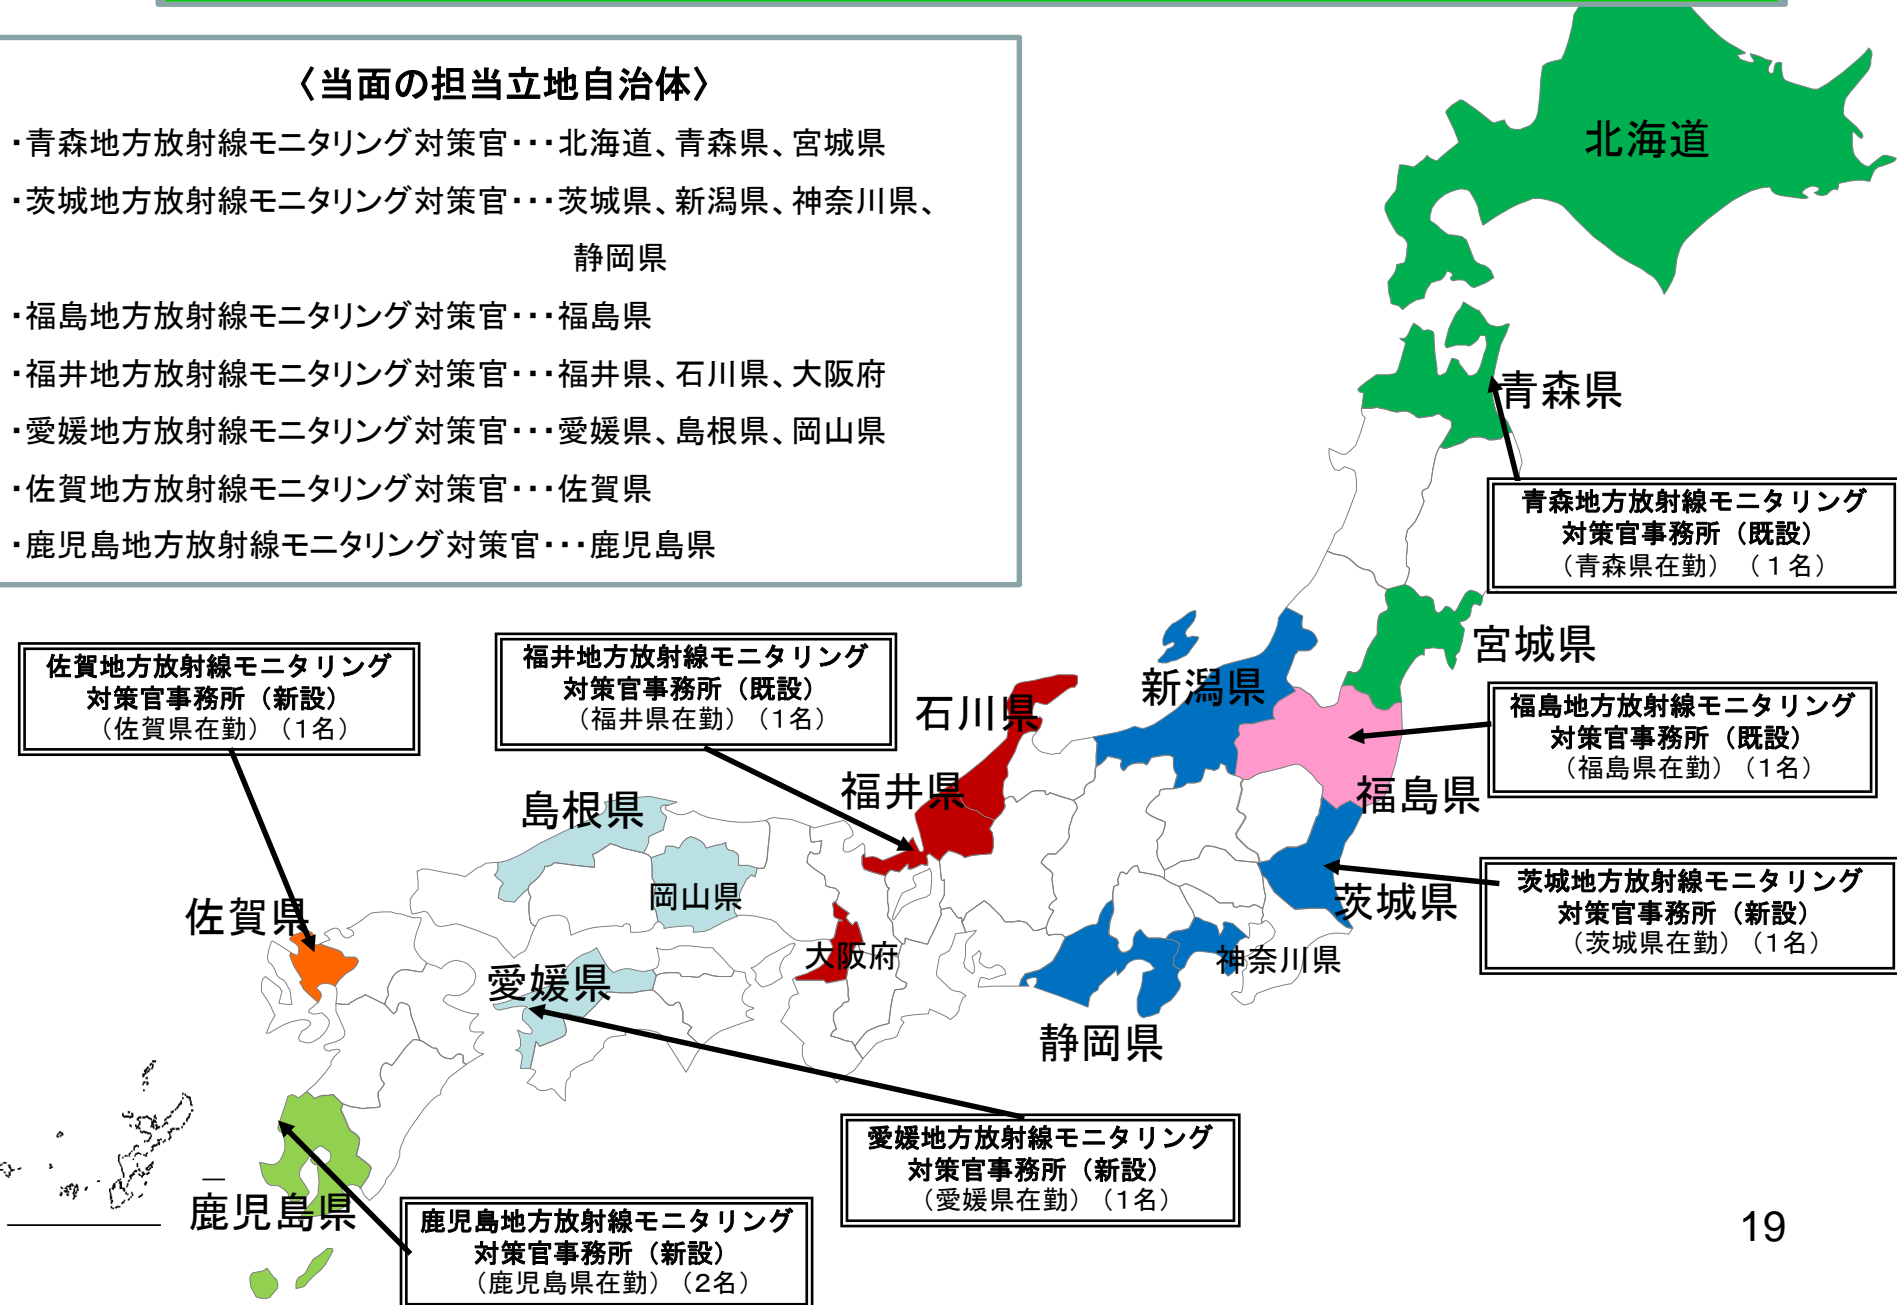 〈当面の担当立地自治体〉
・青森地方放射線モニタリング対策官・・・北海道、青森県、宮城県
・茨城地方放射線モニタリング対策官・・・茨城県、新潟県、神奈川県、
静岡県
・福島地方放射線モニタリング対策官・・・福島県
・福井地方放射線モニタリング対策官・・・福井県、石川県、大阪府
・愛媛地方放射線モニタリング対策官・・・愛媛県、島根県、岡山県
・佐賀地方放射線モニタリング対策官・・・佐賀県
・鹿児島地方放射線モニタリング対策官・・・鹿児島県
北海道
青森県
青森地方放射線モニタリング
対策官事務所（既設）
（青森県在勤）（１名）
宮城県
佐賀地方放射線モニタリング
対策官事務所（新設）
（佐賀県在勤）（1名）
福井地方放射線モニタリング
対策官事務所（既設）
（福井県在勤）（1名）
石川県
新潟県
福島地方放射線モニタリング
対策官事務所（既設）
（福島県在勤）（1名）
福井県
福島県
島根県
岡山県
佐賀県
茨城県
茨城地方放射線モニタリング
対策官事務所（新設）
（茨城県在勤）（1名）
大阪府
神奈川県
愛媛県
静岡県
愛媛地方放射線モニタリング
対策官事務所（新設）
（愛媛県在勤）（1名）
鹿児島県
鹿児島地方放射線モニタリング
対策官事務所（新設）
（鹿児島県在勤）（2名）
19